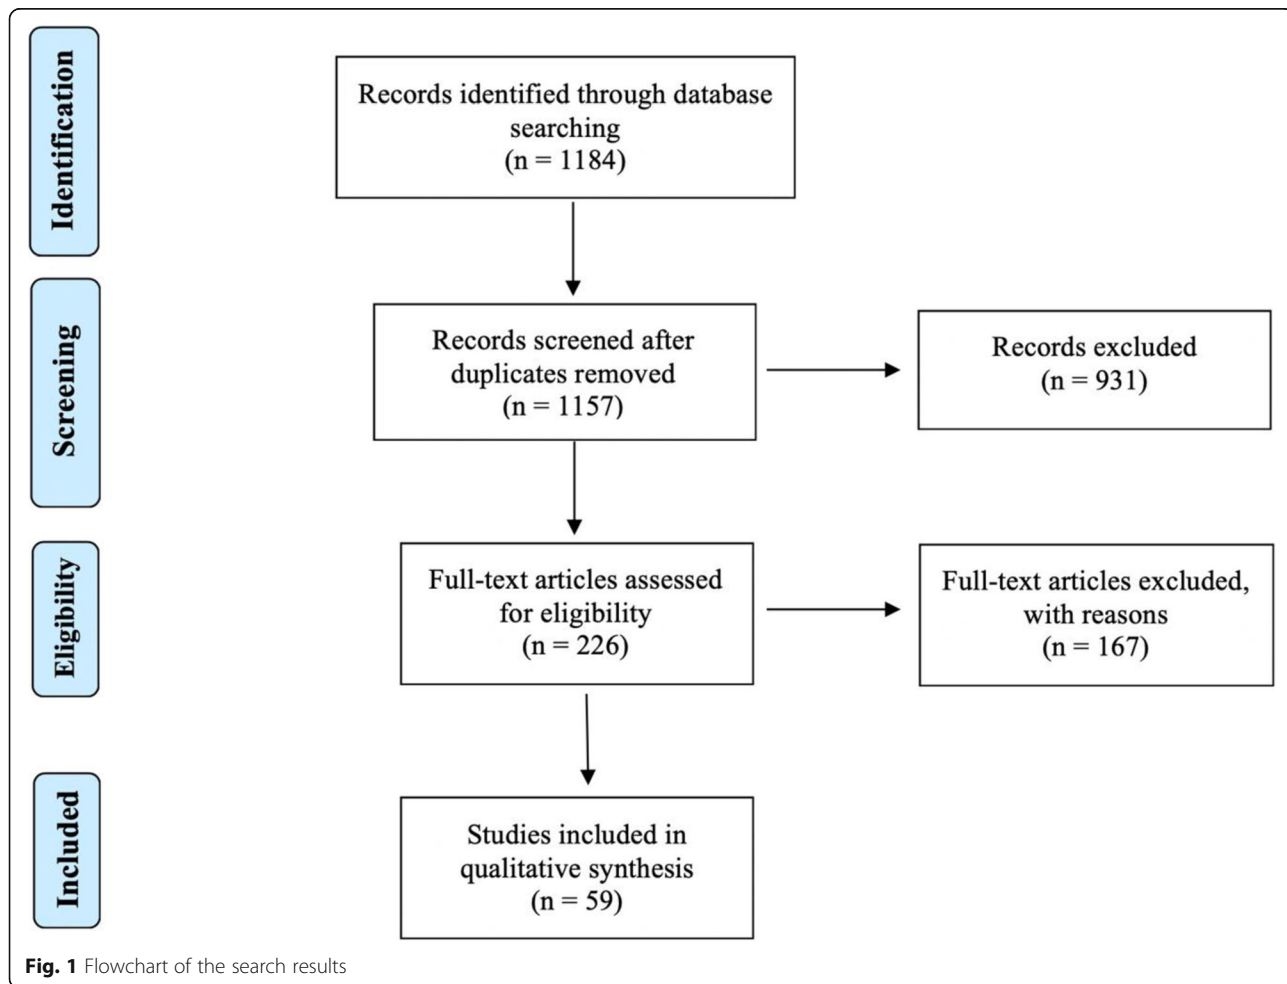 Identification
Records identified through database
searching
(n = 1184)
Screening
Records screened after
duplicates removed
(n = 1157)
Records excluded
(n = 931)
Eligibility
Full-text articles assessed
for eligibility
(n = 226)
Full-text articles excluded,
with reasons
(n = 167)
Included
Studies included in
qualitative synthesis
(n = 59)
Fig. 1 Flowchart of the search results